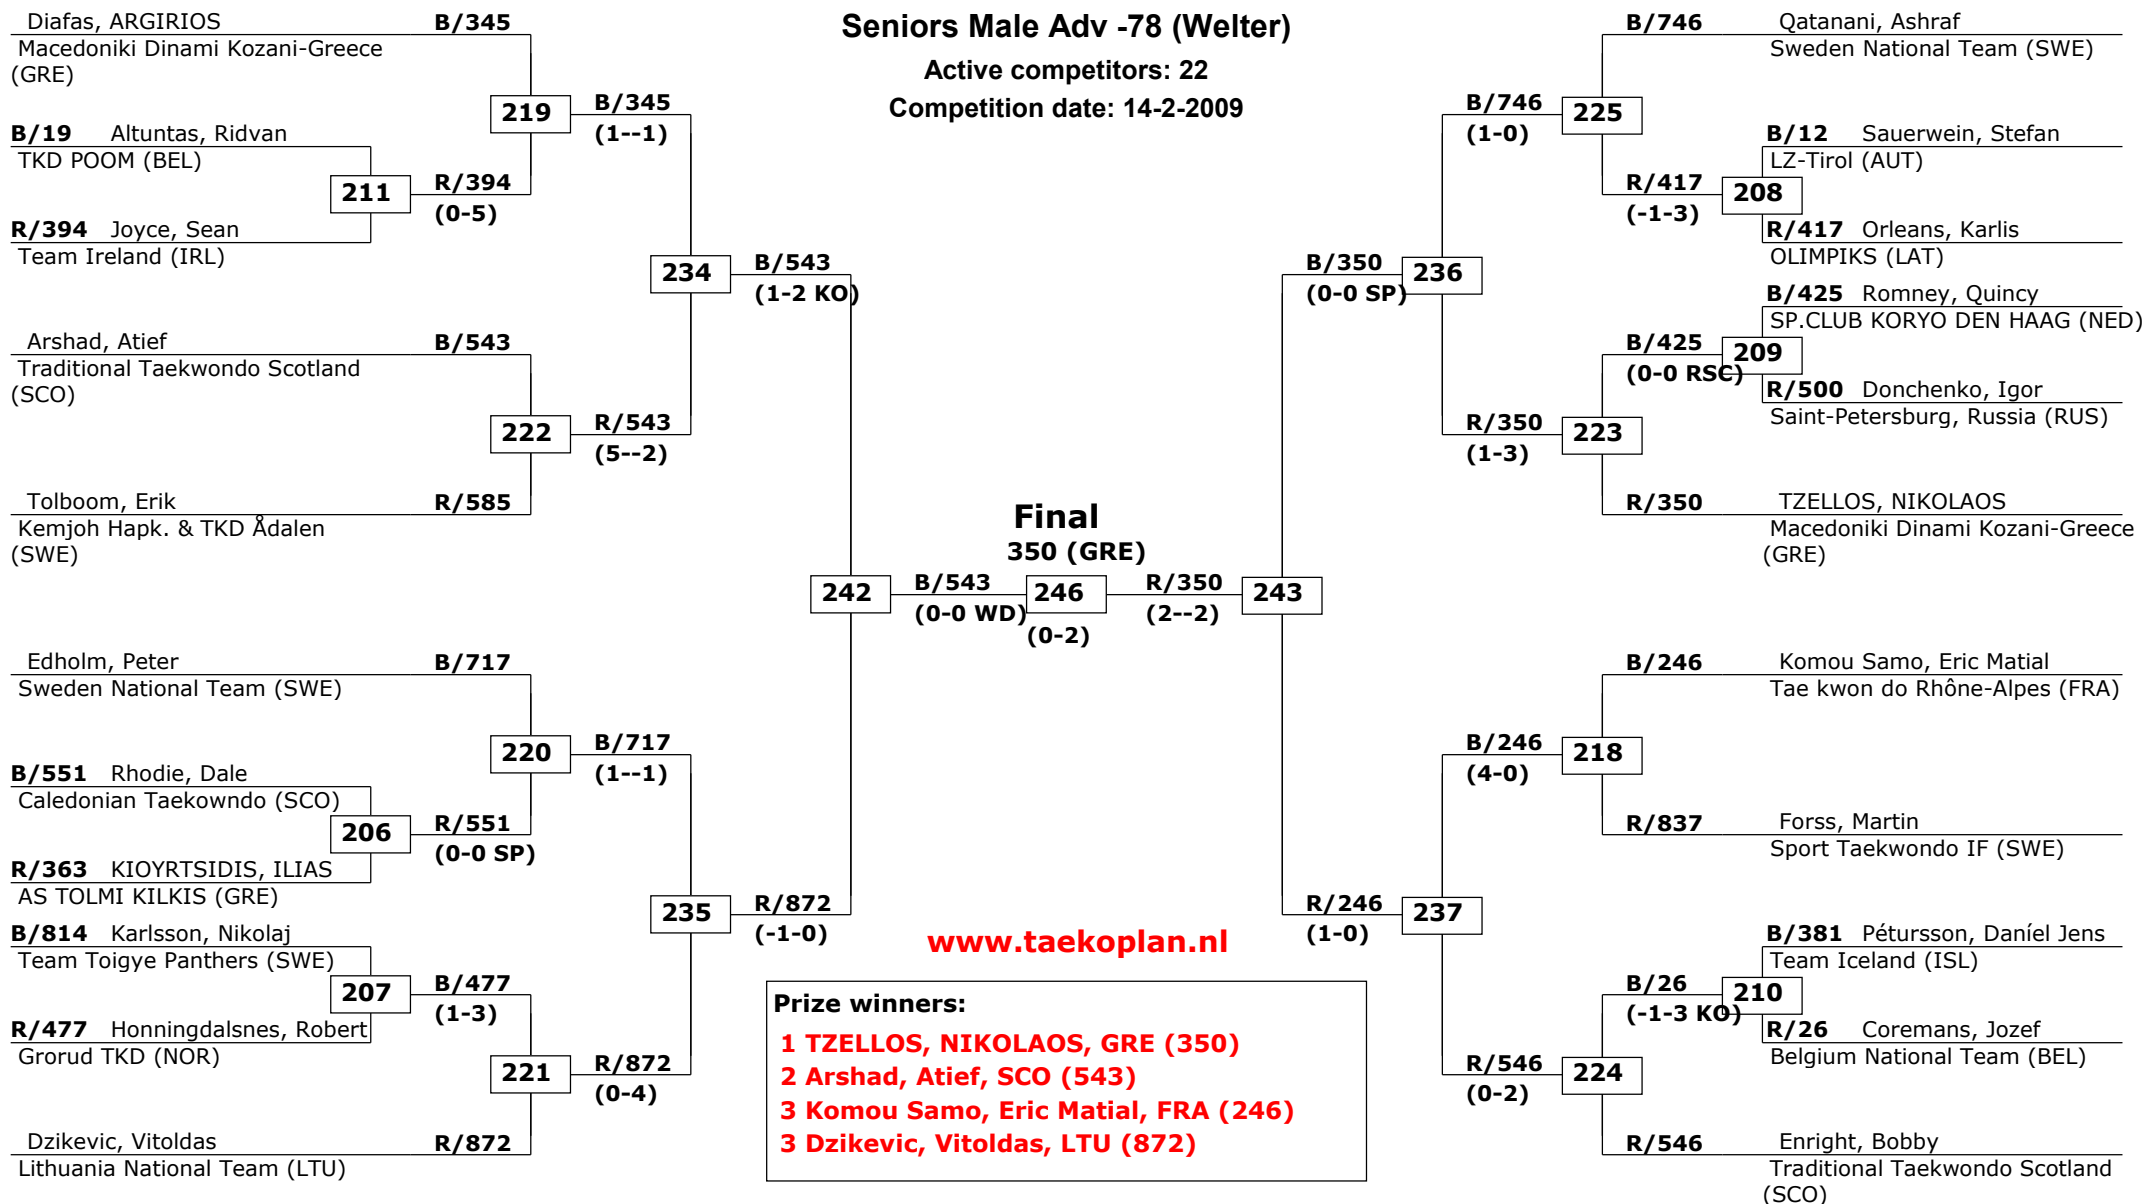 Seniors Male Adv -78 (Welter)
Active competitors: 22
Competition date: 14-2-2009
Diafas, ARGIRIOS
B/345
Macedoniki Dinami Kozani-Greece
(GRE)
219
B/345
(1--1)
B/19 Altuntas, Ridvan
TKD POOM (BEL)
211
R/394
(0-5)
R/394 Joyce, Sean
Team Ireland (IRL)
234
B/543
(1-2 KO)
Arshad, Atief
B/543
Traditional Taekwondo Scotland
(SCO)
222
R/543
(5--2)
Tolboom, Erik
R/585
Kemjoh Hapk. & TKD Ådalen
(SWE)
242
B/543
(0-0 WD)
Edholm, Peter
B/717
Sweden National Team (SWE)
220
B/717
(1--1)
B/551 Rhodie, Dale
Caledonian Taekowndo (SCO)
206
R/551
(0-0 SP)
R/363 KIOYRTSIDIS, ILIAS
AS TOLMI KILKIS (GRE)
235
R/872
(-1-0)
B/814 Karlsson, Nikolaj
Team Toigye Panthers (SWE)
207
B/477
(1-3)
R/477 Honningdalsnes, Robert
Grorud TKD (NOR)
221
R/872
(0-4)
Dzikevic, Vitoldas
R/872
Lithuania National Team (LTU)
Final
350 (GRE)
246
(0-2)
R/350
(2--2)
243
B/746
Qatanani, Ashraf
Sweden National Team (SWE)
B/746
(1-0)
225
B/12 Sauerwein, Stefan
LZ-Tirol (AUT)
R/417
(-1-3)
208
R/417 Orleans, Karlis
OLIMPIKS (LAT)
B/350
(0-0 SP)
236
B/425 Romney, Quincy
SP.CLUB KORYO DEN HAAG (NED)
B/425
(0-0 RSC)
209
R/500 Donchenko, Igor
Saint-Petersburg, Russia (RUS)
R/350
(1-3)
223
R/350
TZELLOS, NIKOLAOS
Macedoniki Dinami Kozani-Greece
(GRE)
B/246
Komou Samo, Eric Matial
Tae kwon do Rhône-Alpes (FRA)
B/246
(4-0)
218
R/837
Forss, Martin
Sport Taekwondo IF (SWE)
R/246
(1-0)
237
B/381 Pétursson, Daníel Jens
Team Iceland (ISL)
B/26
(-1-3 KO)
210
R/26 Coremans, Jozef
Belgium National Team (BEL)
R/546
(0-2)
224
R/546
Enright, Bobby
Traditional Taekwondo Scotland
(SCO)
www.taekoplan.nl
Prize winners:
1 TZELLOS, NIKOLAOS, GRE (350)
2 Arshad, Atief, SCO (543)
3 Komou Samo, Eric Matial, FRA (246)
3 Dzikevic, Vitoldas, LTU (872)